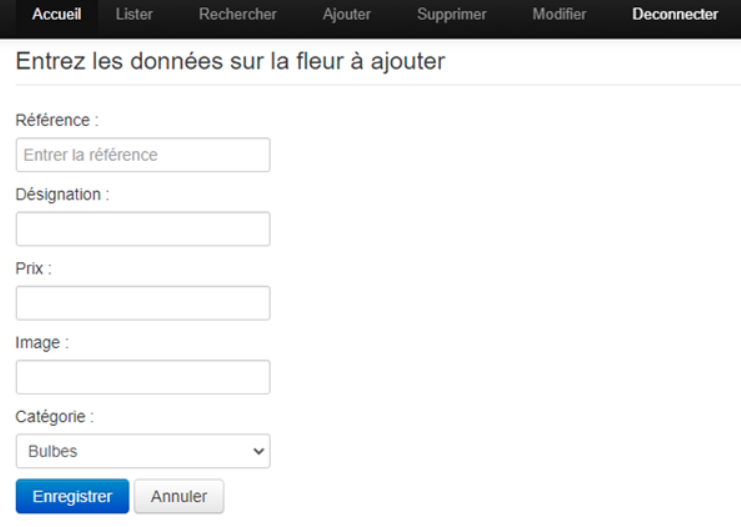 Accueil Lister Rechercher Ajouter Supprimer Modifier Deconnecter
Entrez les données sur la fleur à ajouter
Référence :
Entrer la référence
Désignation :
Prix :
Image :
Catégorie :
Bulbes
Enregistrer Annuler